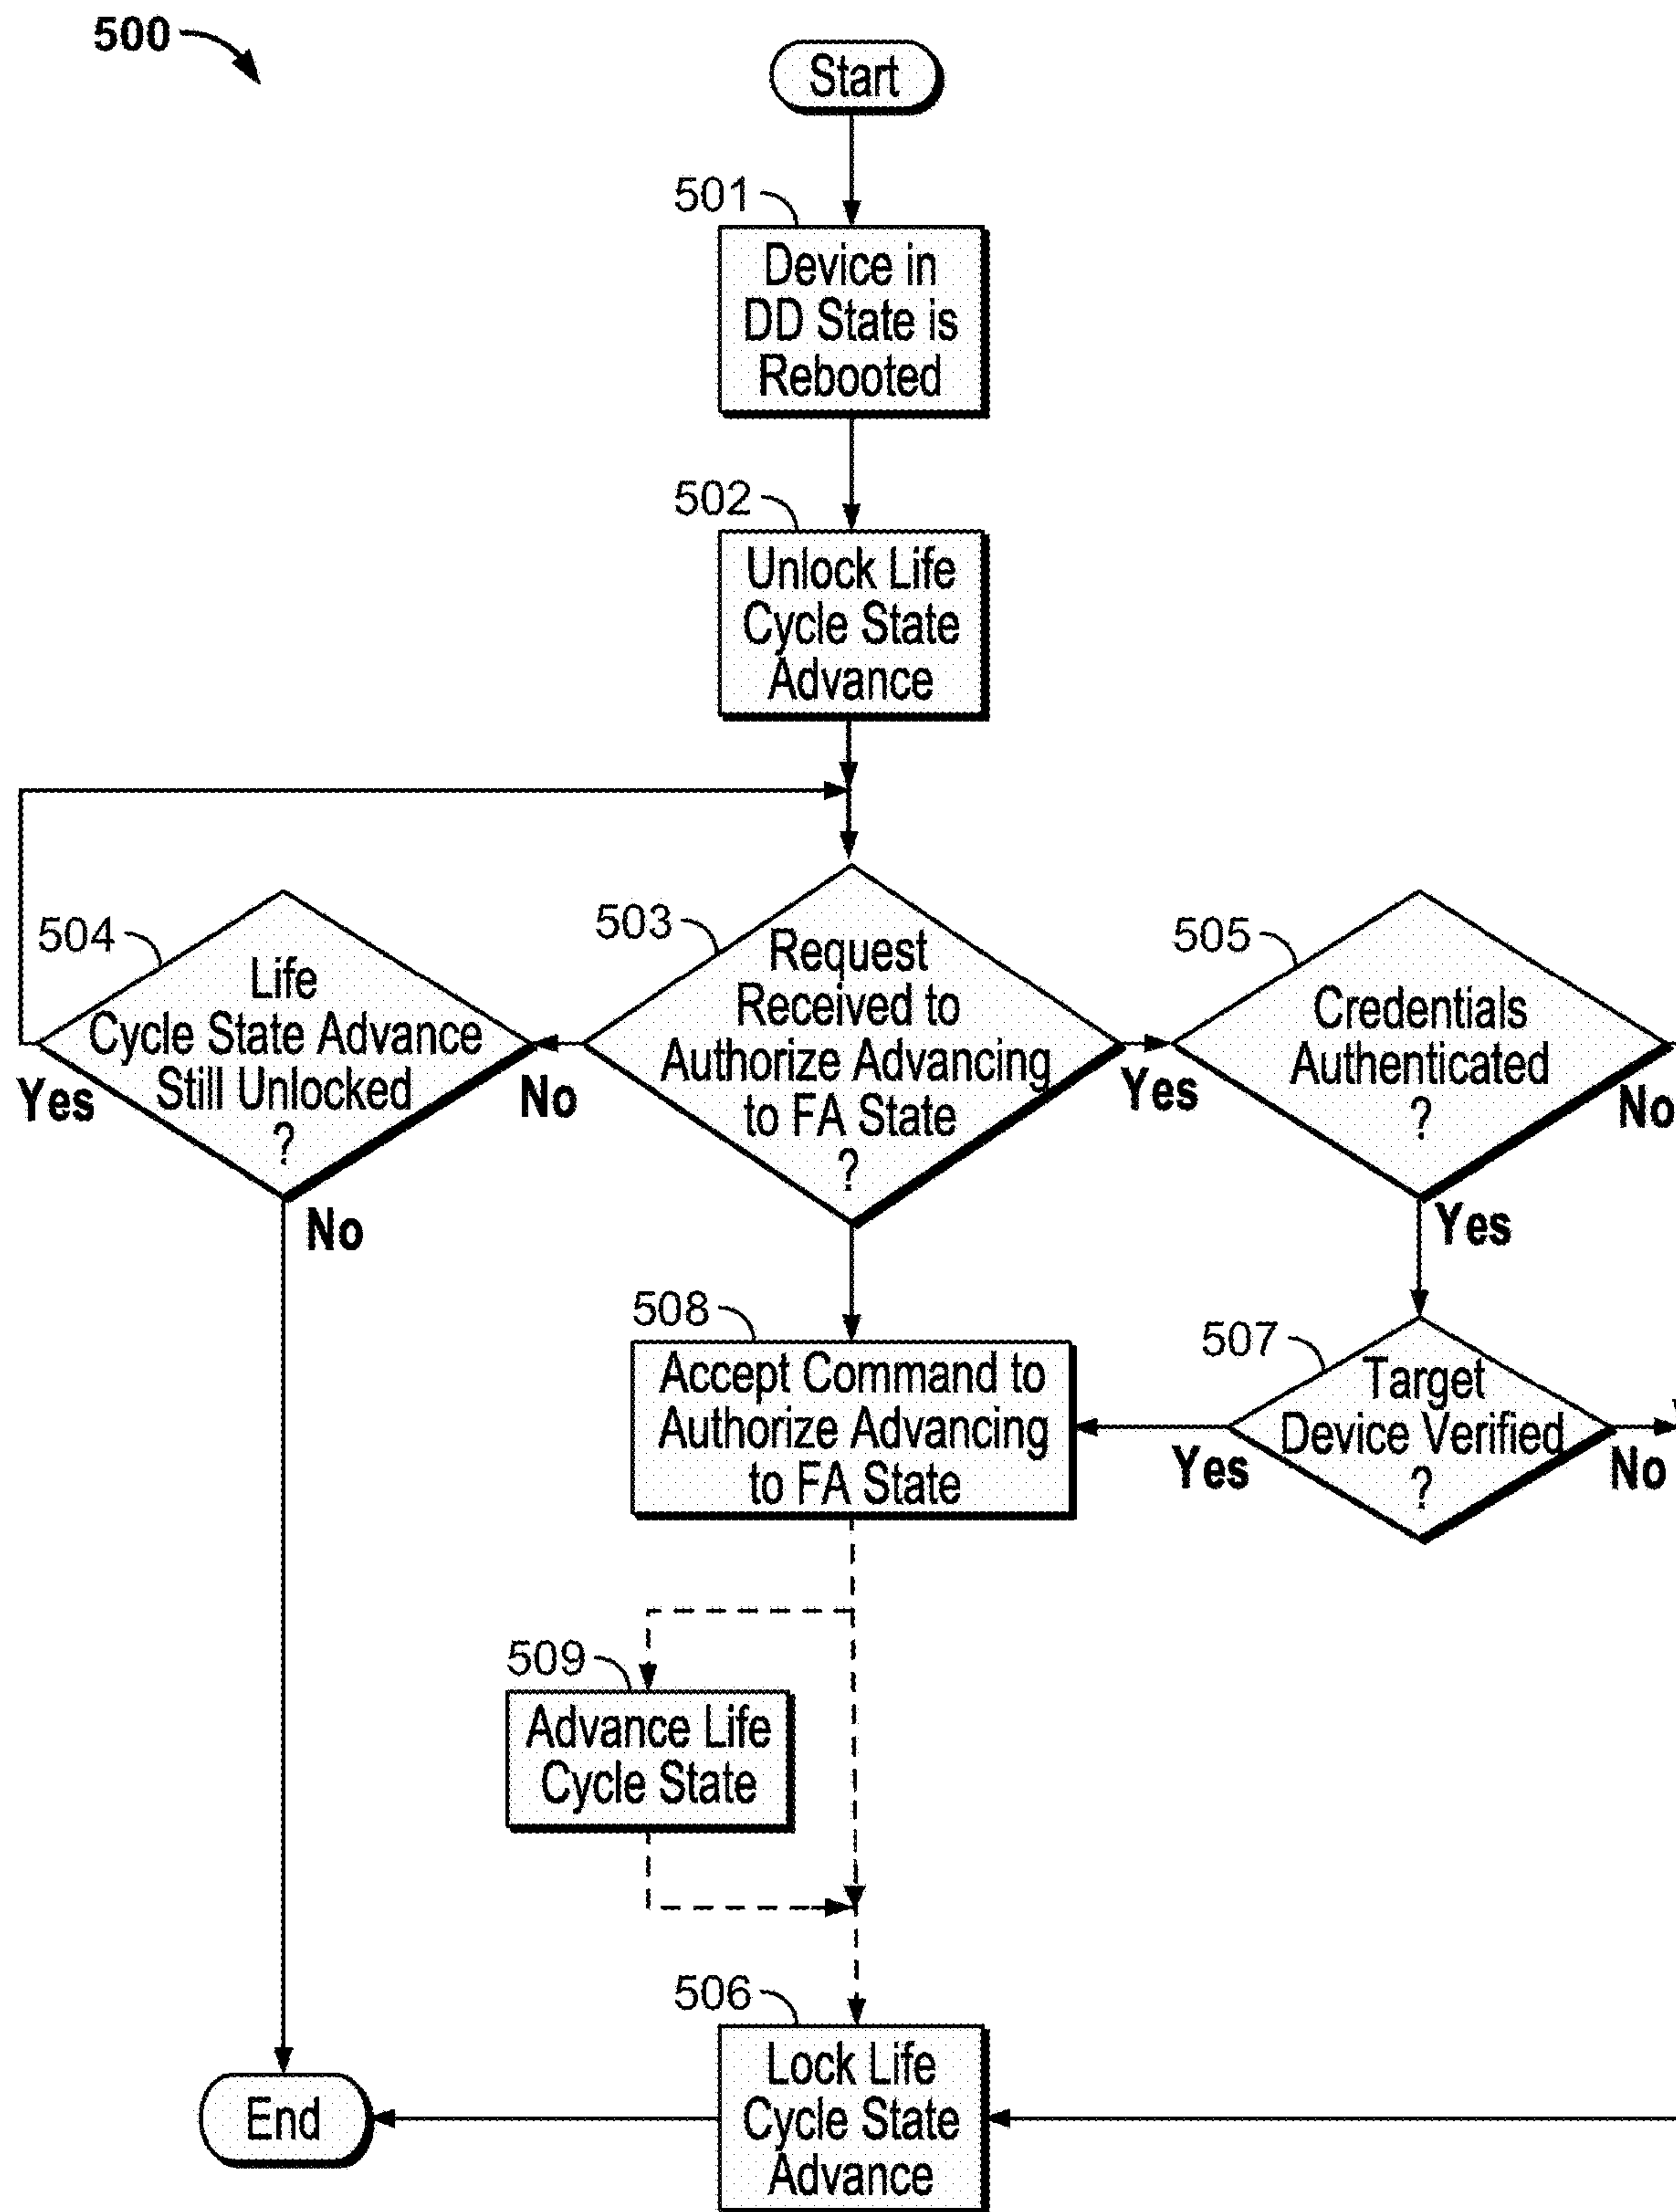 500
Start
501
Device in
DD State is
Rebooted
502
Unlock Life
Cycle State
Advance
504
Life
Cycle State Advance
Still Unlocked
?
Yes
No
503
Request
Received to
Authorize Advancing
to FA State
?
No
Yes
505
Credentials
Authenticated
?
No
Yes
508
Accept Command to
Authorize Advancing
to FA State
507
Target
Device Verified
?
Yes
No
509
Advance Life
Cycle State
506
Lock Life
Cycle State
Advance
End